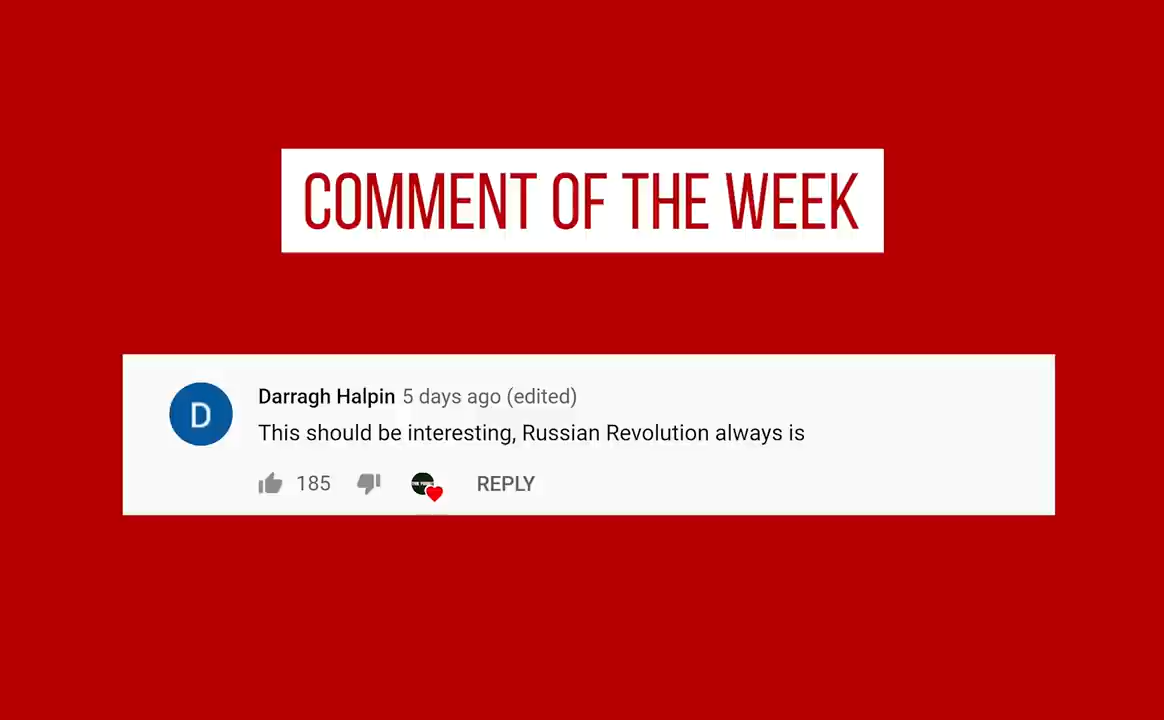 COMMENT OF THE WEEK
D
Darragh Halpin 5 days ago (edited)
This should be interesting, Russian Revolution always is
185 REPLY